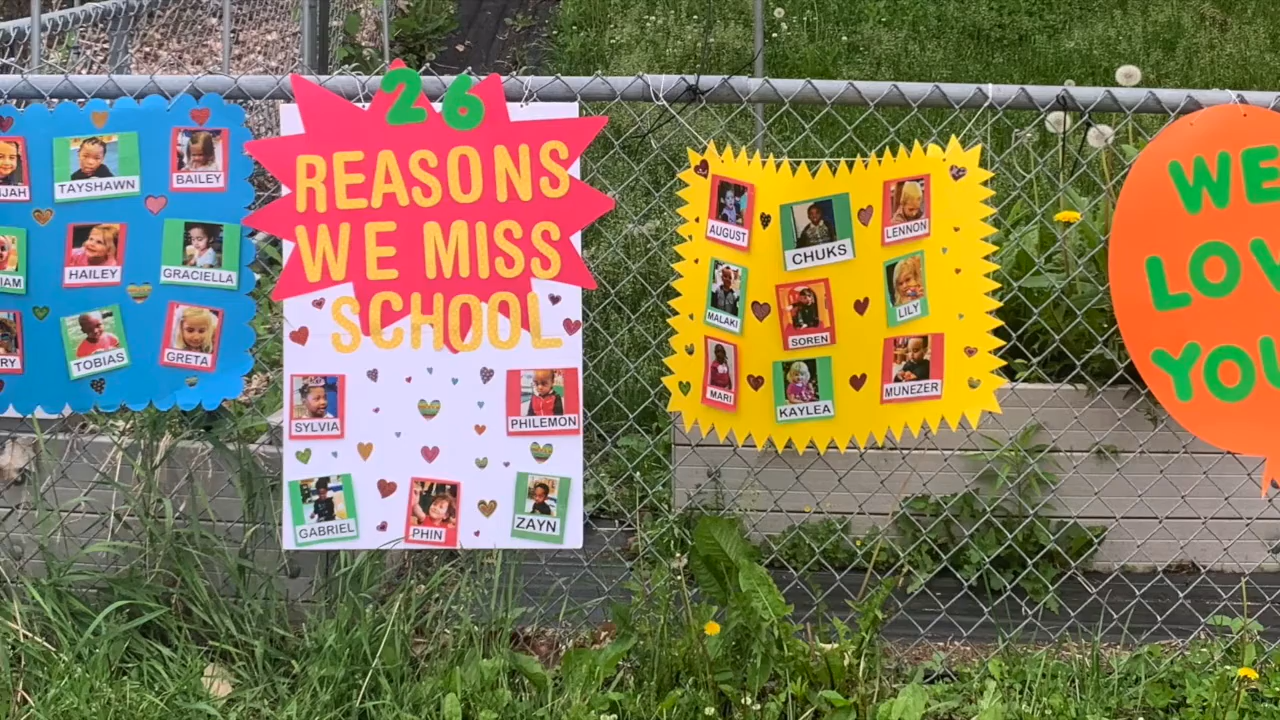 TAYSHAWN
BAILEY
HAILEY
GRACIELLA
TOBIAS
GRETA
26
REASONS
WE MISS
SCHOOL
SYLVIA
PHILEMON
GABRIEL
PHIN
ZAYN
AUGUST
CHUKS
LENNON
MALAKI
SOREN
LILY
MARI
KAYLEA
MUNEZER
WE
LOV
YOU